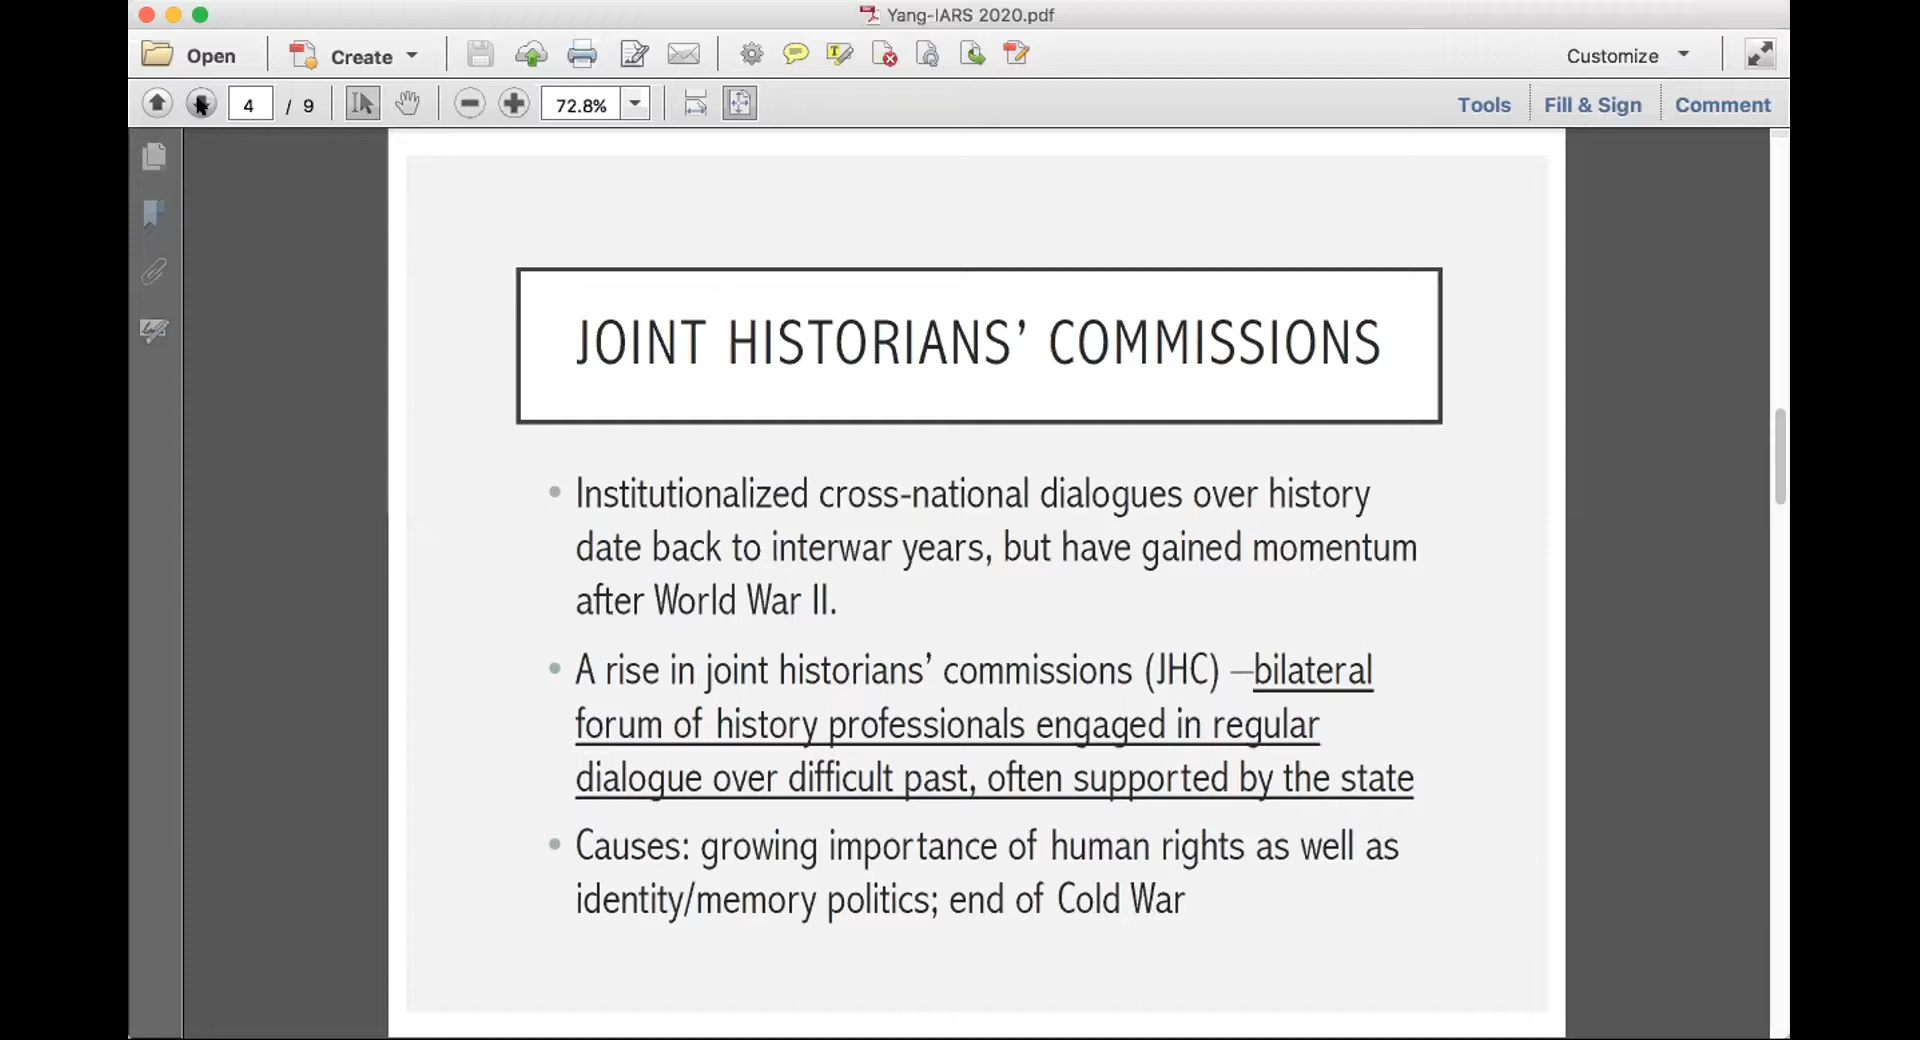 Yang-IARS 2020.pdf
Open
Create
Customize
4 / 9
72.8%
Tools
Fill & Sign
Comment
JOINT HISTORIANS’ COMMISSIONS
• Institutionalized cross-national dialogues over history
date back to interwar years, but have gained momentum
after World War II.
• A rise in joint historians’ commissions (JHC) –bilateral
forum of history professionals engaged in regular
dialogue over difficult past, often supported by the state
• Causes: growing importance of human rights as well as
identity/memory politics; end of Cold War